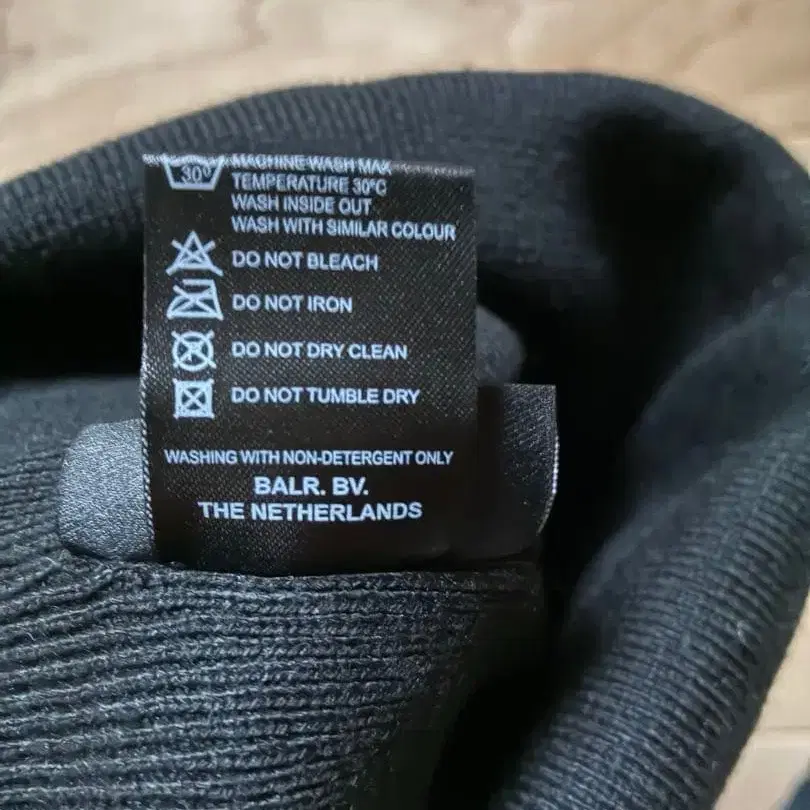 30° MACHINE WASH MAX
TEMPERATURE 30°C
WASH INSIDE OUT
WASH WITH SIMILAR COLOUR
DO NOT BLEACH
DO NOT IRON
DO NOT DRY CLEAN
DO NOT TUMBLE DRY
WASHING WITH NON-DETERGENT ONLY
BALR. BV.
THE NETHERLANDS